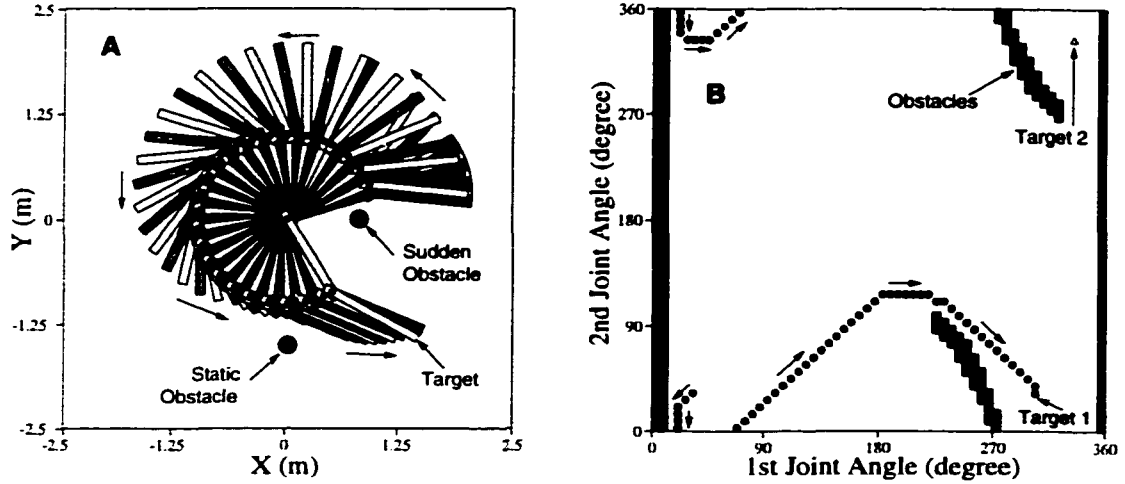 A
2.5
1.25
0
-1.25
-2.5
Y (m)
Sudden
Obstacle
Static
Obstacle
Target
-2.5
-1.25
0
1.25
2.5
X (m)
B
360
270
180
90
0
2nd Joint Angle (degree)
Obstacles
Target 2
Target 1
0
90
180
270
360
1st Joint Angle (degree)